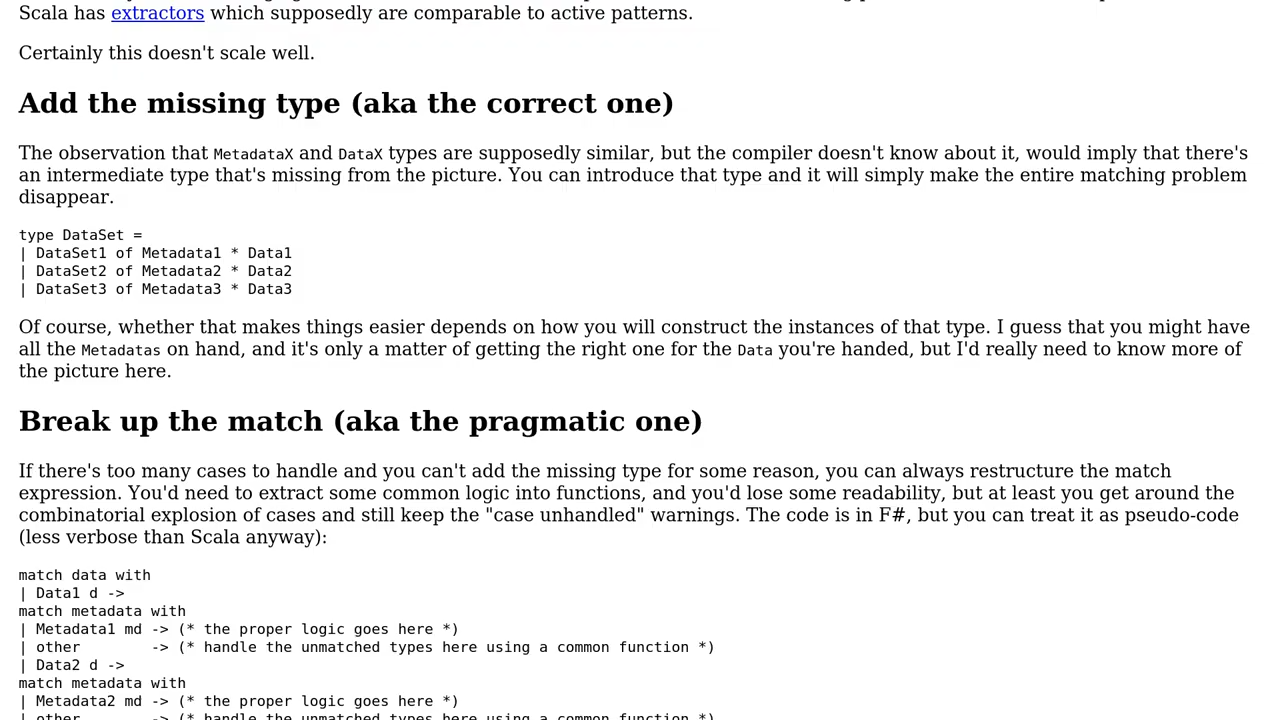 Scala has extractors which supposedly are comparable to active patterns.
Certainly this doesn't scale well.
Add the missing type (aka the correct one)
The observation that MetadataX and DataX types are supposedly similar, but the compiler doesn't know about it, would imply that there's
an intermediate type that's missing from the picture. You can introduce that type and it will simply make the entire matching problem
disappear.
type DataSet =
| DataSet1 of Metadata1 * Data1
| DataSet2 of Metadata2 * Data2
| DataSet3 of Metadata3 * Data3
Of course, whether that makes things easier depends on how you will construct the instances of that type. I guess that you might have
all the Metadatas on hand, and it's only a matter of getting the right one for the Data you're handed, but I'd really need to know more of
the picture here.
Break up the match (aka the pragmatic one)
If there's too many cases to handle and you can't add the missing type for some reason, you can always restructure the match
expression. You'd need to extract some common logic into functions, and you'd lose some readability, but at least you get around the
combinatorial explosion of cases and still keep the "case unhandled" warnings. The code is in F#, but you can treat it as pseudo-code
(less verbose than Scala anyway):
match data with
| Data1 d ->
match metadata with
| Metadata1 md -> (* the proper logic goes here *)
| other        -> (* handle the unmatched types here using a common function *)
| Data2 d ->
match metadata with
| Metadata2 md -> (* the proper logic goes here *)
| other        -> (* handle the unmatched types here using a common function *)